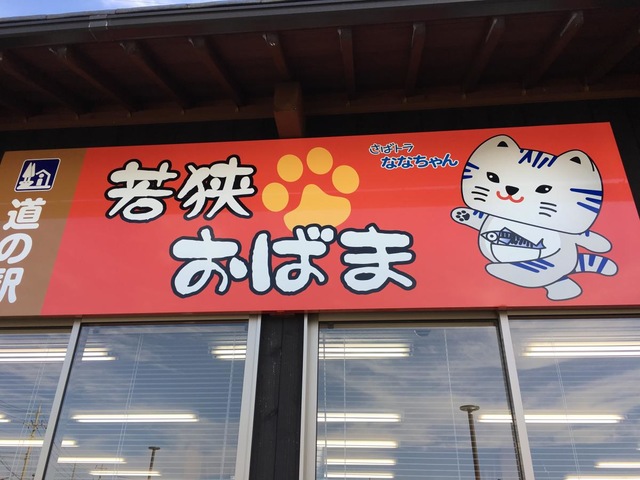 道の駅
若狭
おばま
さばトラ
ななちゃん